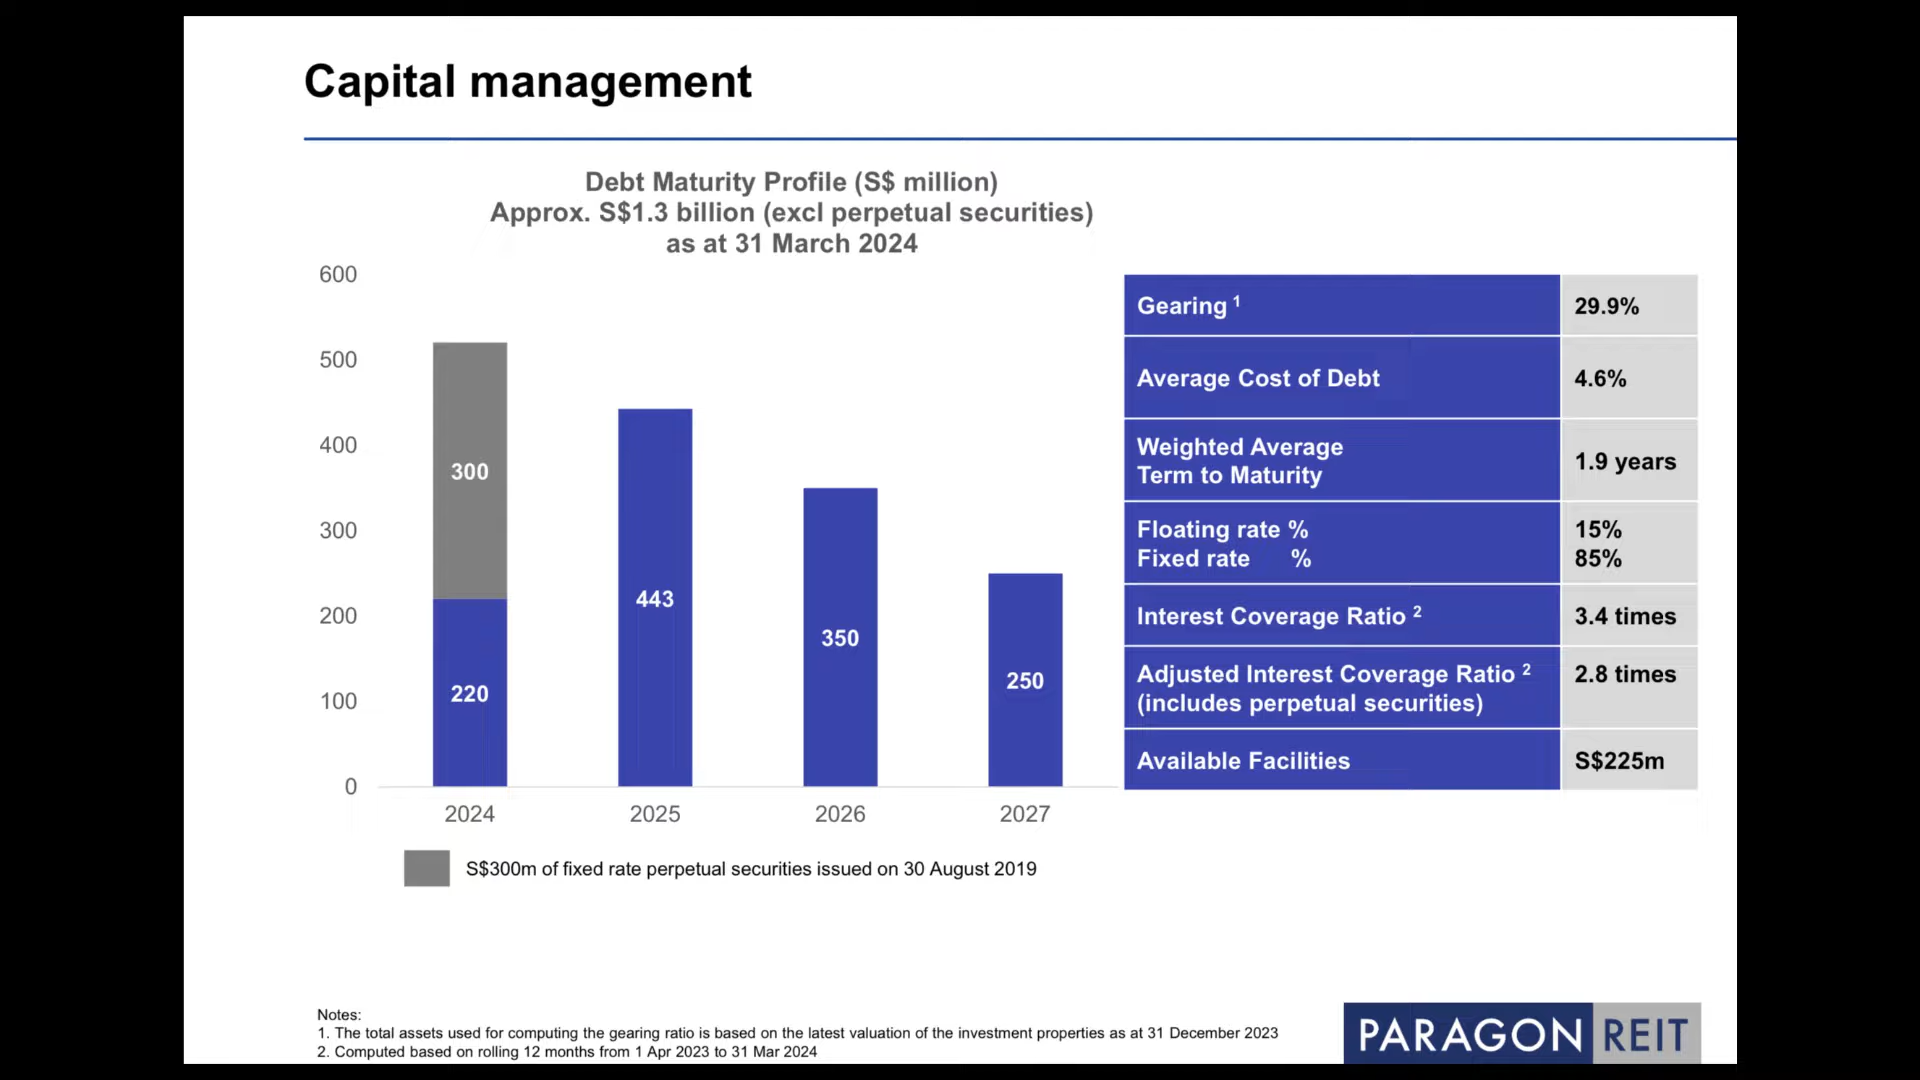 Capital management
Debt Maturity Profile (S$ million)
Approx. S$1.3 billion (excl perpetual securities)
as at 31 March 2024
600
500
400
300
200
100
0
300
220
443
350
250
2024
2025
2026
2027
S$300m of fixed rate perpetual securities issued on 30 August 2019
Gearing 1
29.9%
Average Cost of Debt
4.6%
Weighted Average
Term to Maturity
1.9 years
Floating rate %
15%
Fixed rate %
85%
Interest Coverage Ratio 2
3.4 times
Adjusted Interest Coverage Ratio 2
(includes perpetual securities)
2.8 times
Available Facilities
S$225m
Notes:
1. The total assets used for computing the gearing ratio is based on the latest valuation of the investment properties as at 31 December 2023
2. Computed based on rolling 12 months from 1 Apr 2023 to 31 Mar 2024
PARAGON REIT